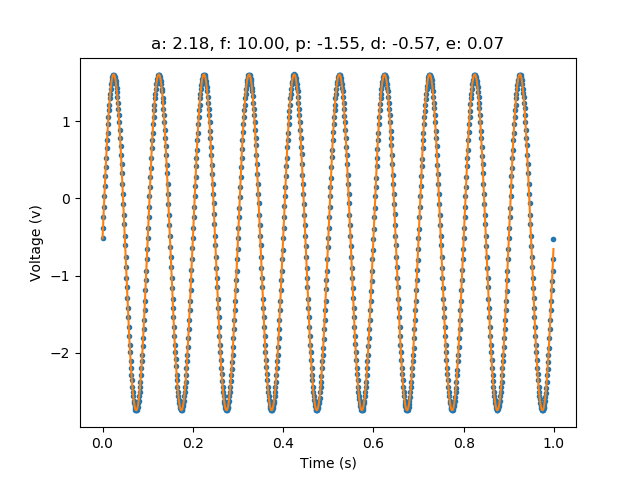 a: 2.18, f: 10.00, p: -1.55, d: -0.57, e: 0.07
1
0
−1
−2
Voltage (v)
0.0 0.2 0.4 0.6 0.8 1.0
Time (s)